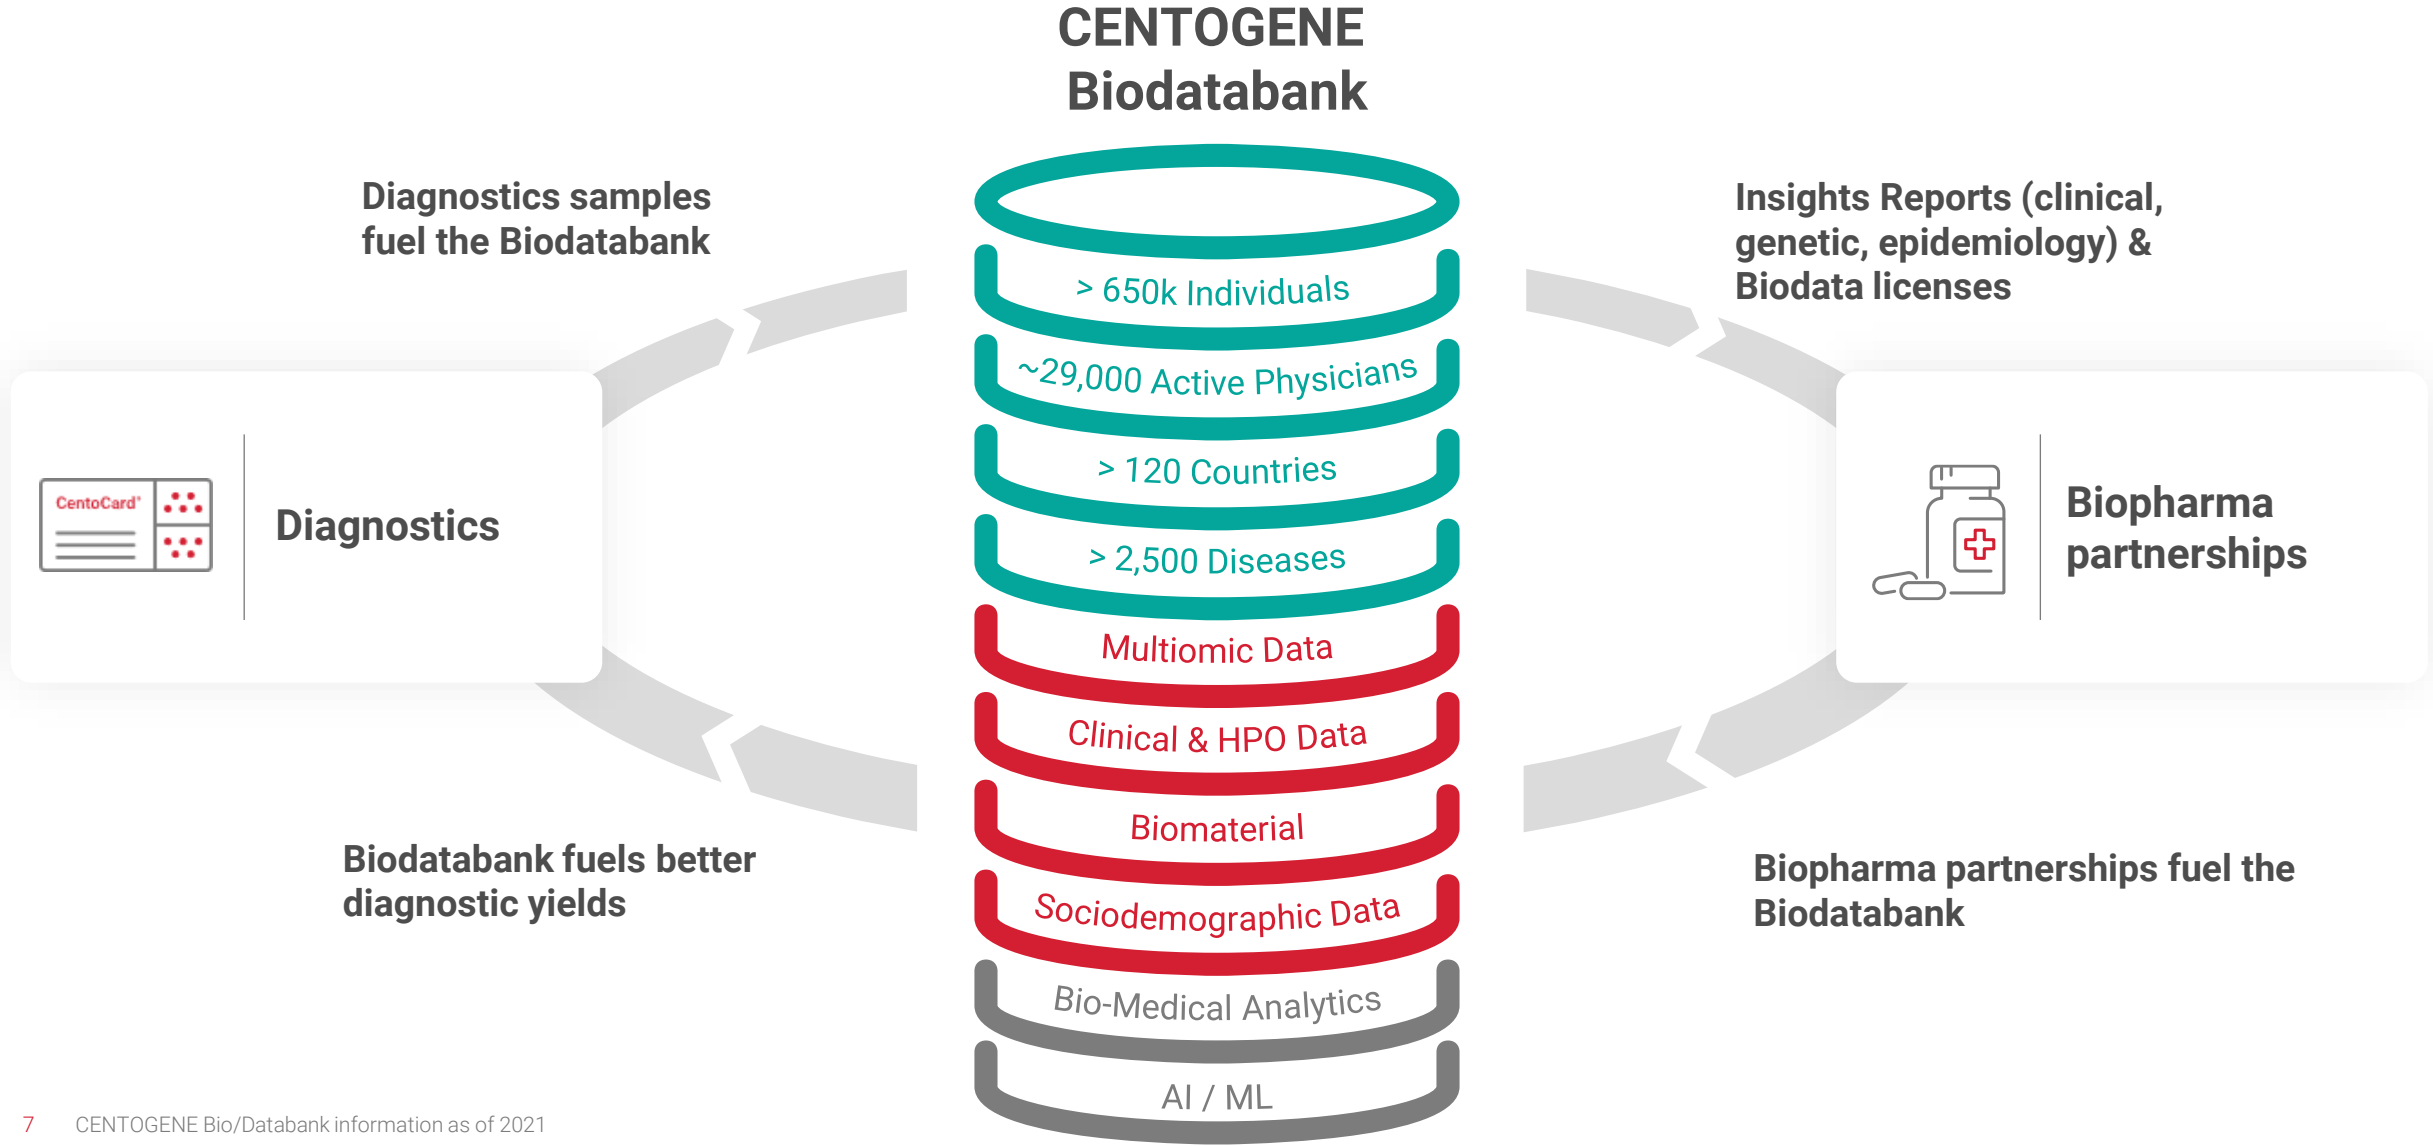 CENTOGENE
Biodatabank
Diagnostics samples
fuel the Biodatabank
Insights Reports (clinical,
genetic, epidemiology) &
Biodata licenses
> 650k Individuals
~29,000 Active Physicians
> 120 Countries
> 2,500 Diseases
Multiomic Data
Clinical & HPO Data
Biomaterial
Sociodemographic Data
Bio-Medical Analytics
AI / ML
CentoCard®
Diagnostics
Biopharma
partnerships
Biodatabank fuels better
diagnostic yields
Biopharma partnerships fuel the
Biodatabank
7 CENTOGENE Bio/Databank information as of 2021